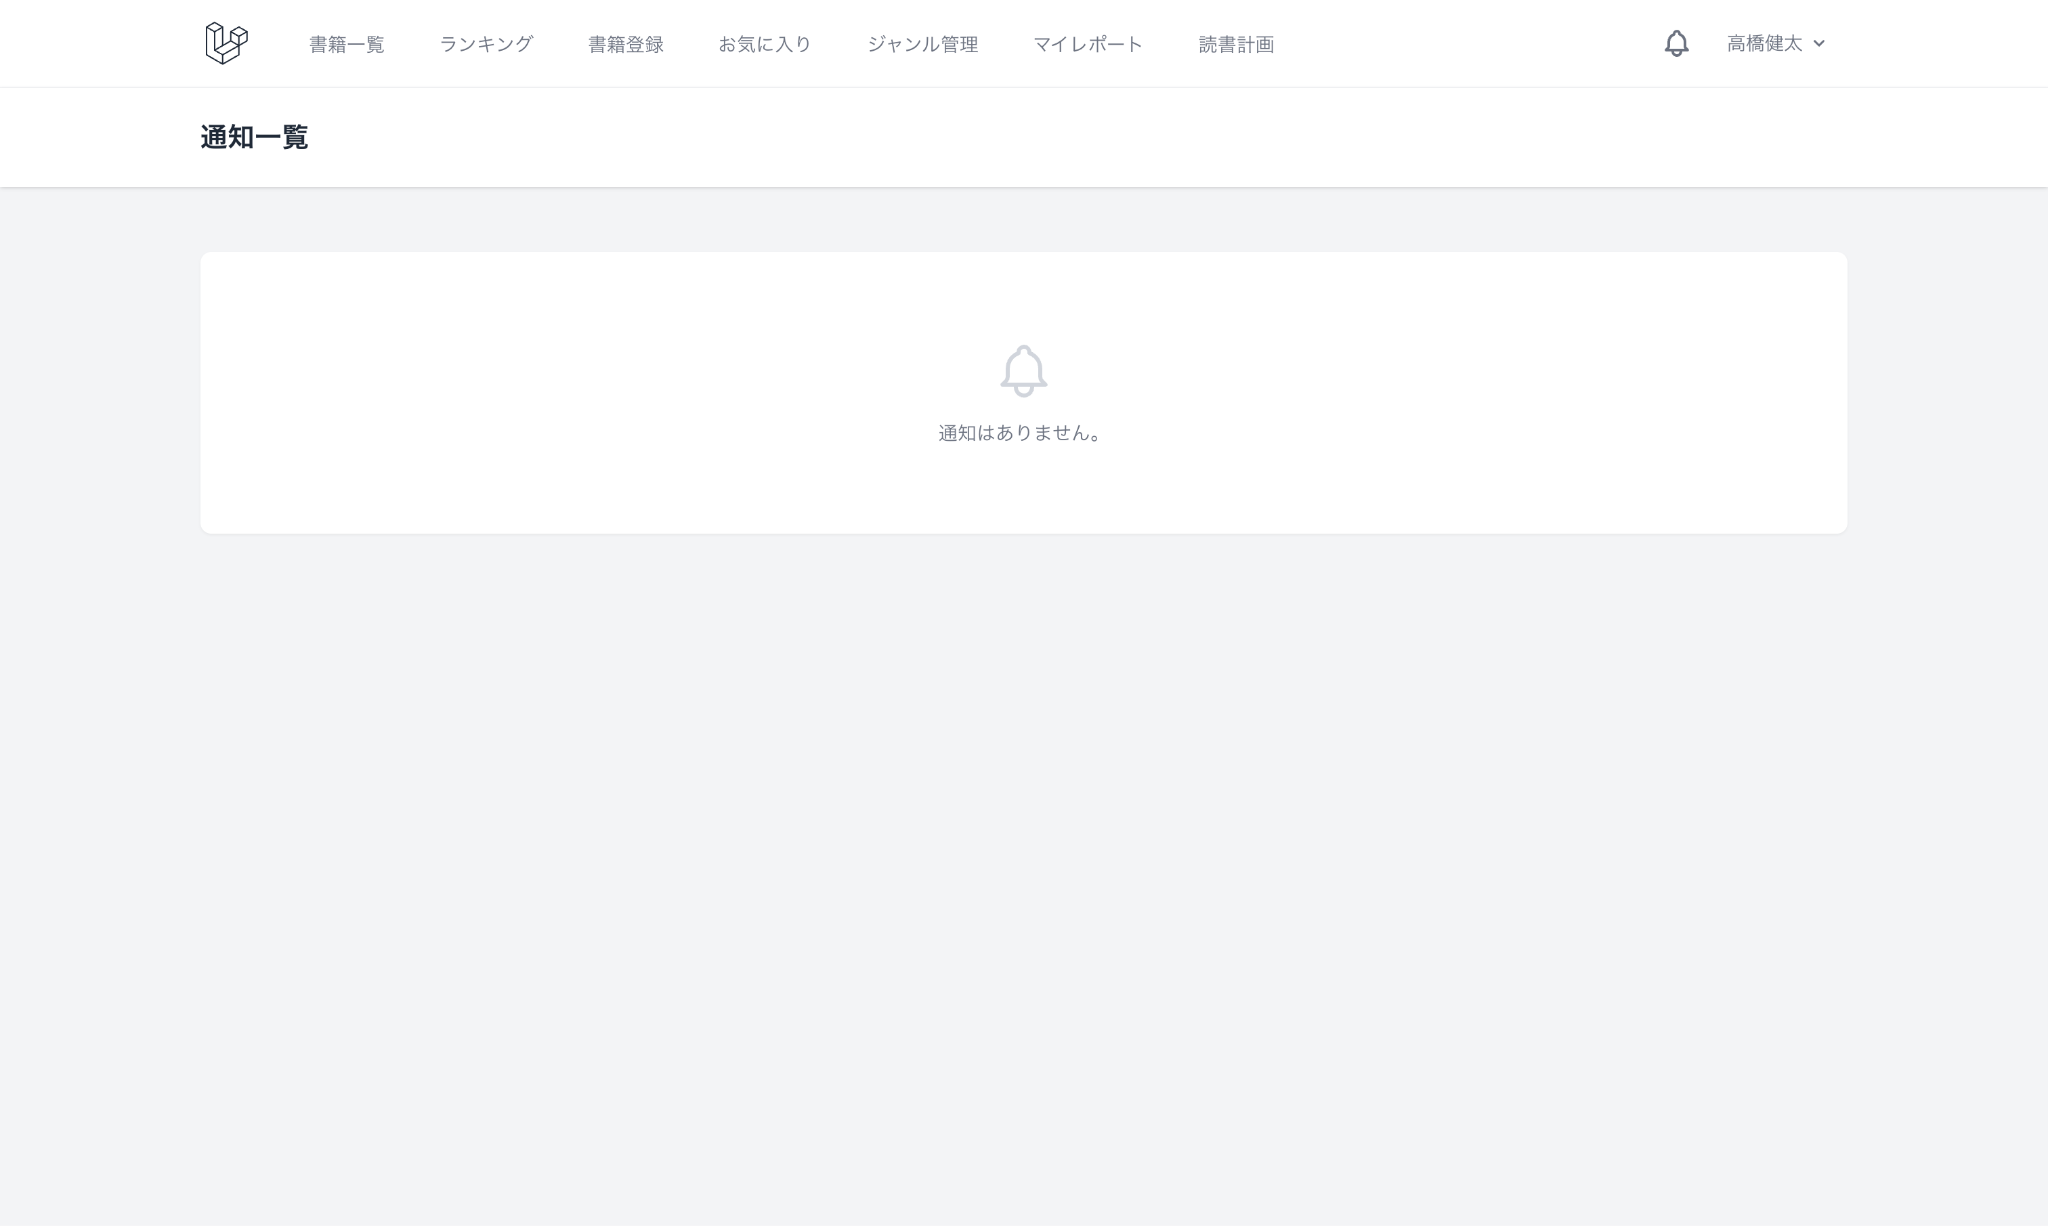 書籍一覧 ランキング 書籍登録 お気に入り ジャンル管理 マイレポート 読書計画 高橋健太
通知一覧
通知はありません。